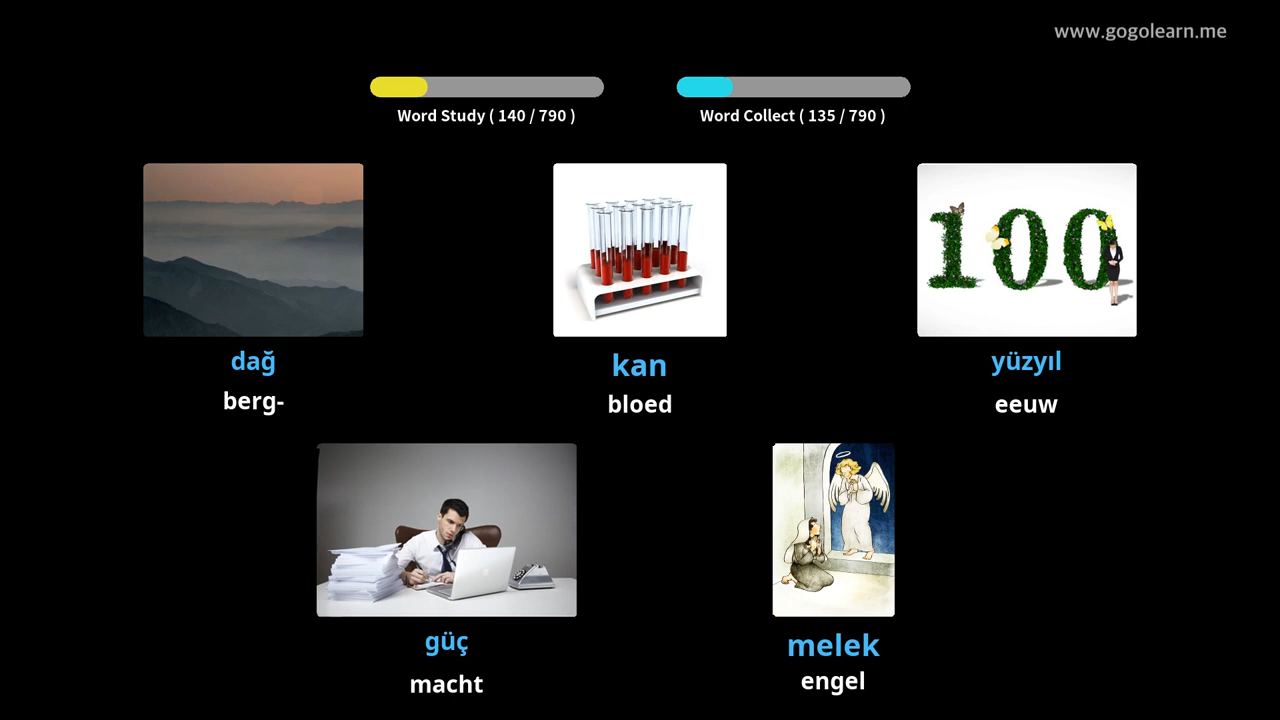 www.gogolearn.me
Word Study ( 140 / 790 )
Word Collect ( 135 / 790 )
dağ
berg-
kan
bloed
yüzyıl
eeuw
100
güç
macht
melek
engel